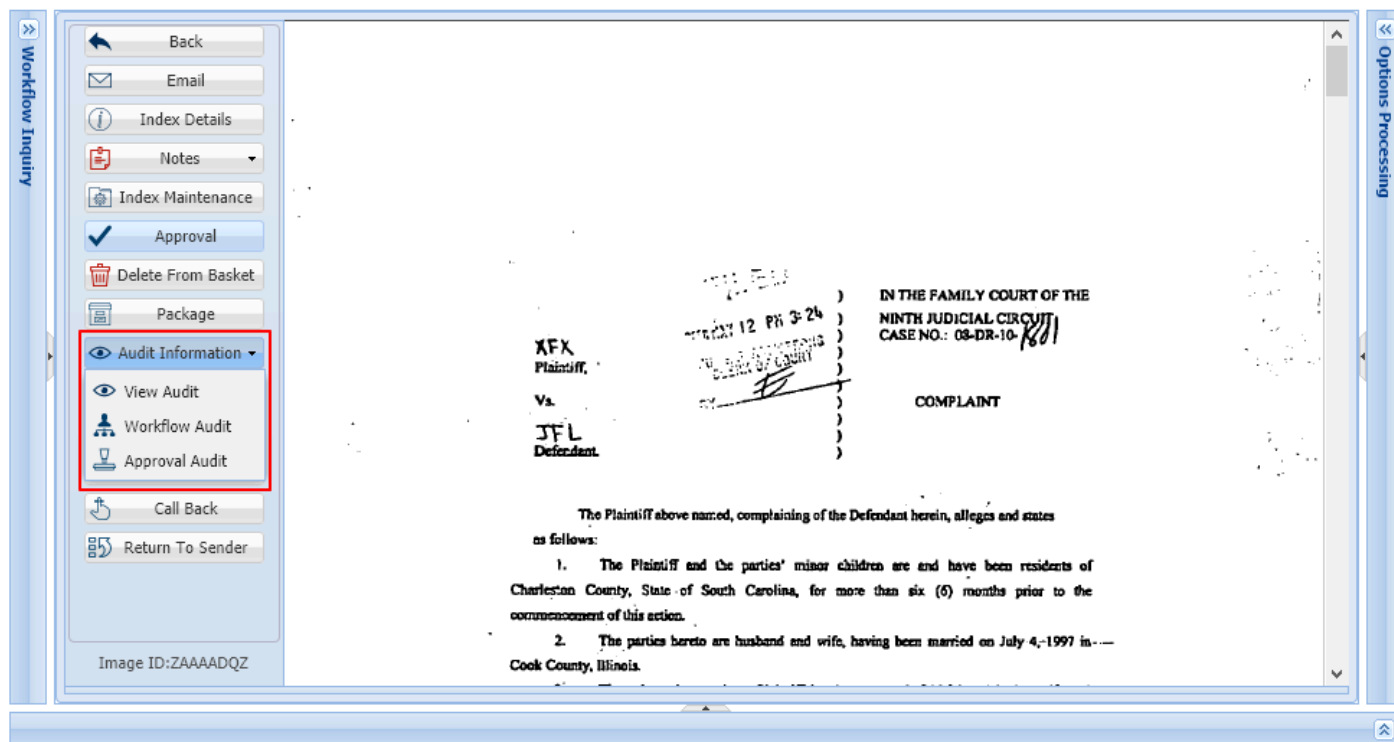 Workflow Inquiry
Back
Email
Index Details
Notes
Index Maintenance
Approval
Delete From Basket
Package
Audit Information
View Audit
Workflow Audit
Approval Audit
Call Back
Return To Sender
Image ID:ZAAAADQZ
IN THE FAMILY COURT OF THE
NINTH JUDICIAL CIRCUIT
12 PM 3:24
CASE NO.: 08-DR-10-1801
XFX
Plaintiff,
Vs.
COMPLAINT
JFL
Defendant.
The Plaintiff above named, complaining of the Defendant herein, alleges and states
as follows:
1. The Plaintiff and the parties' minor children are and have been residents of
Charleston County, State of South Carolina, for more than six (6) months prior to the
commencement of this action.
2. The parties hereto are husband and wife, having been married on July 4, 1997 in
Cook County, Illinois.
Options Processing